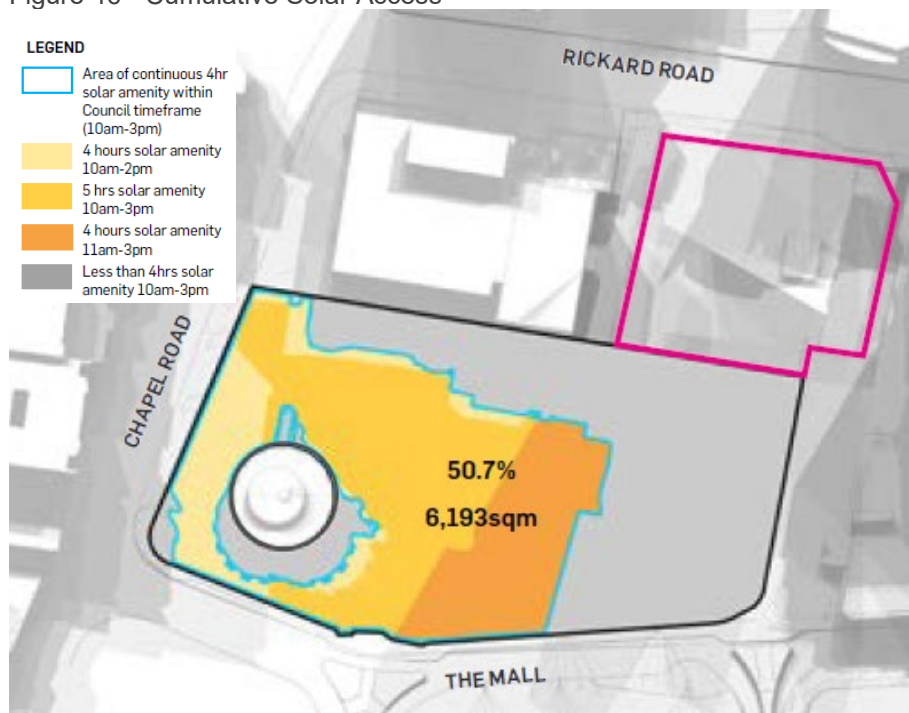 Figure - Cumulative Solar Access
LEGEND
Area of continuous 4hr
solar amenity within
Council timeframe
(10am-3pm)
4 hours solar amenity
10am-2pm
5 hrs solar amenity
10am-3pm
4 hours solar amenity
11am-3pm
Less than 4hrs solar
amenity 10am-3pm
RICKARD ROAD
CHAPEL ROAD
50.7%
6,193sqm
THE MALL